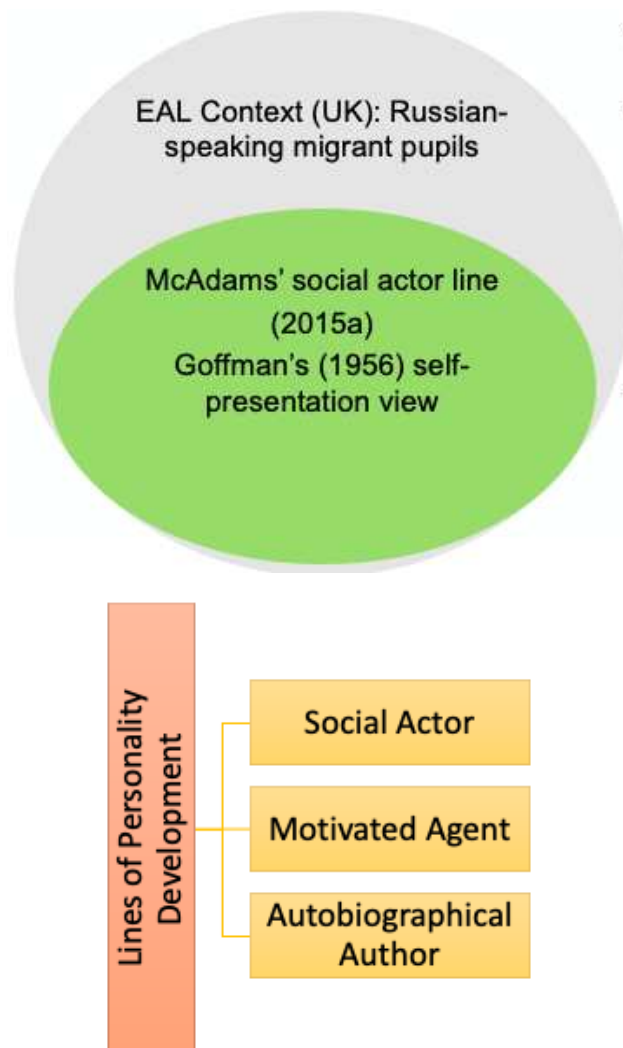 EAL Context (UK): Russian-
speaking migrant pupils
McAdams' social actor line
(2015a)
Goffman's (1956) self-
presentation view
Lines of Personality
Development
Social Actor
Motivated Agent
Autobiographical
Author